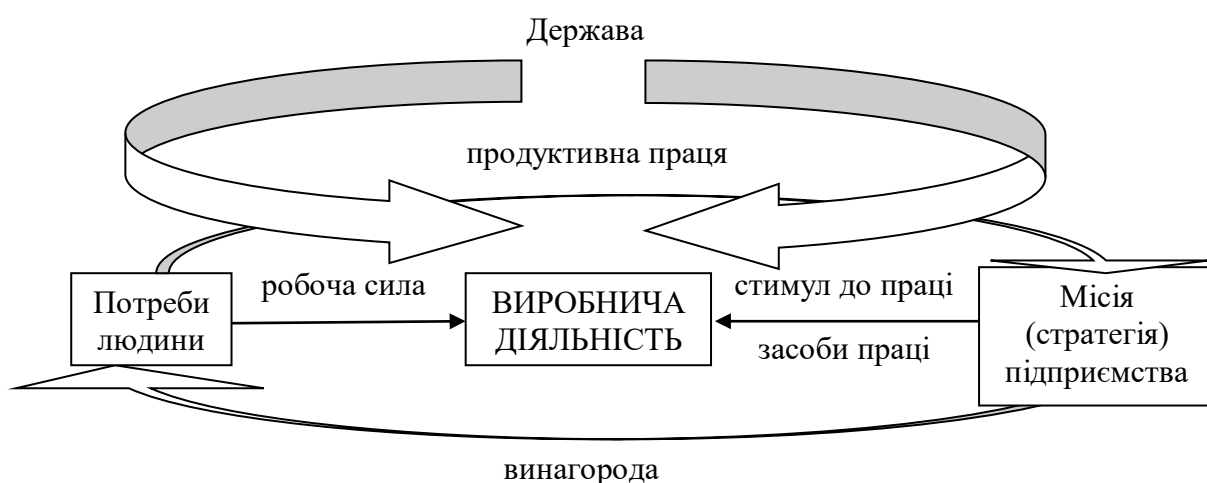 Держава
продуктивна праця
Потреби
людини
робоча сила
ВИРОБНИЧА
ДІЯЛЬНІСТЬ
стимул до праці
засоби праці
Місія
(стратегія)
підприємства
винагорода